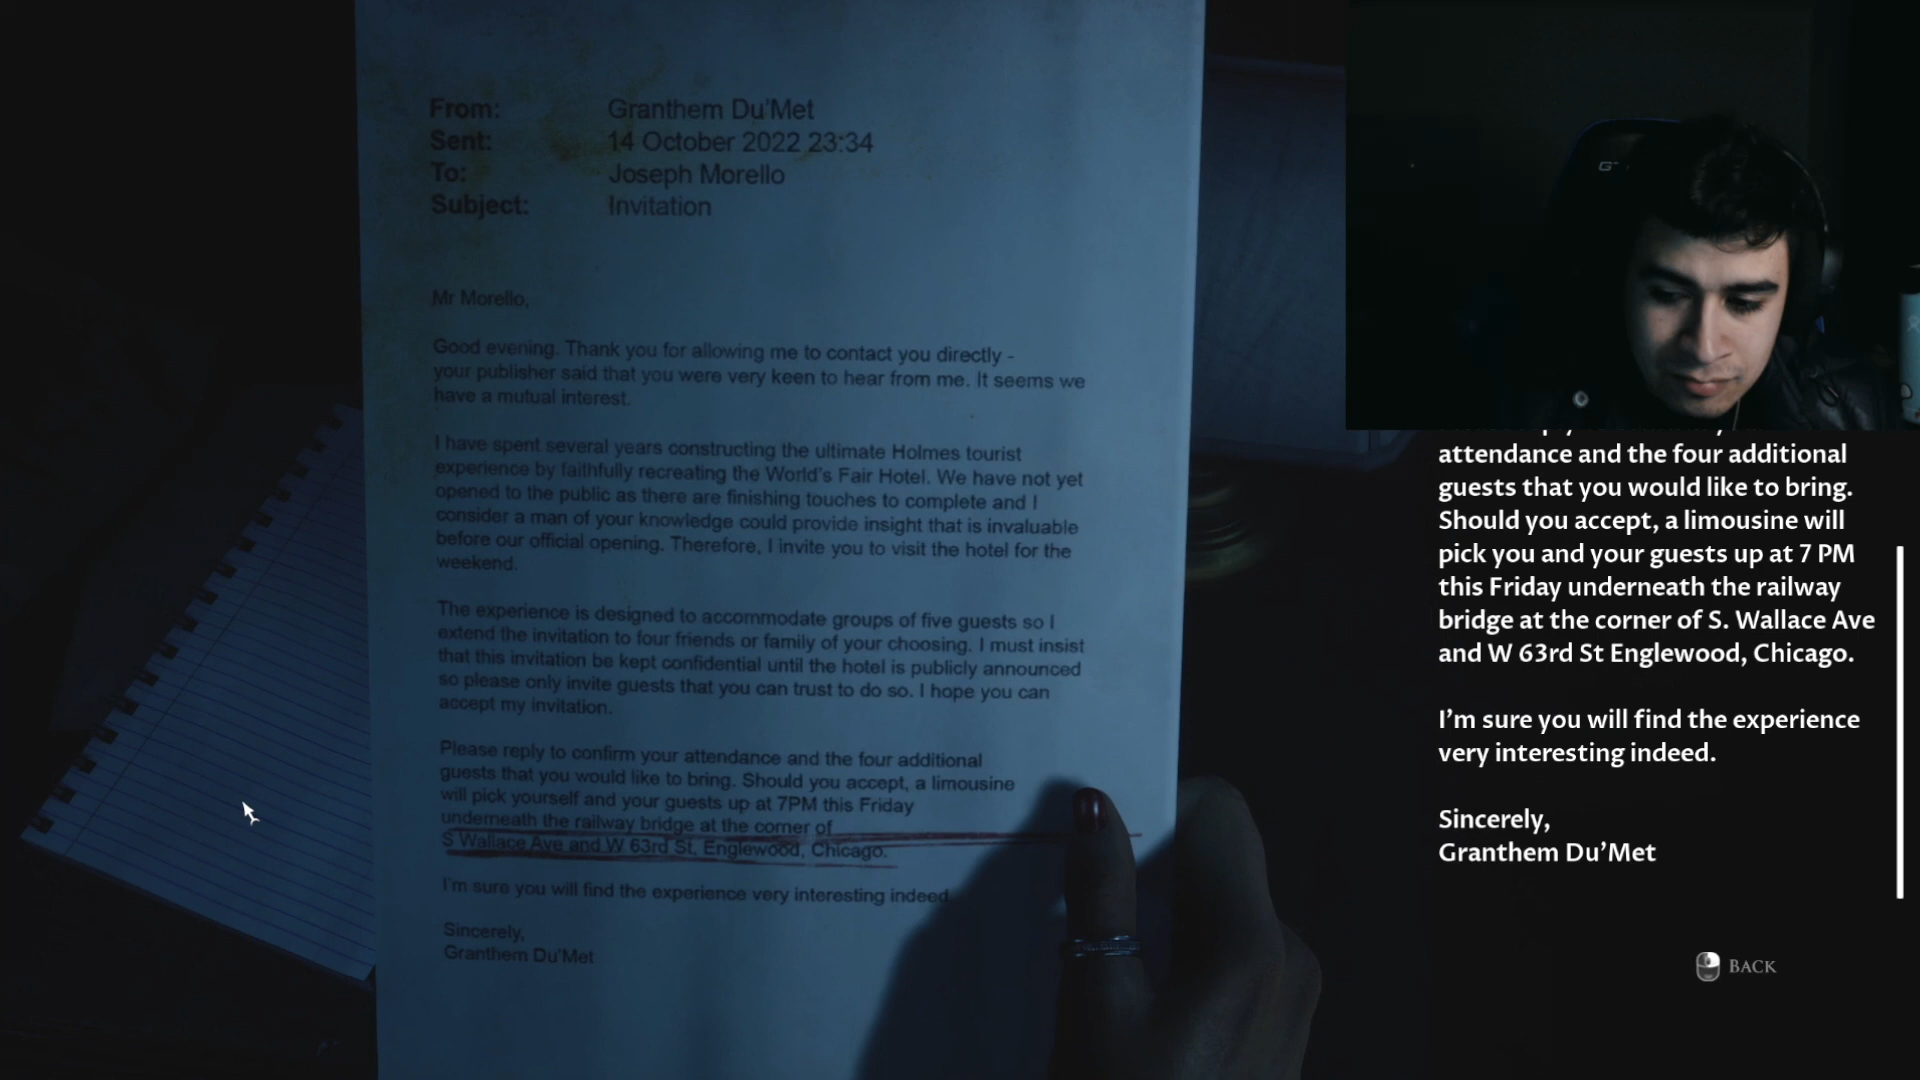 From: Granthem Du'Met
Sent: 14 October 2022 23:34
To: Joseph Morello
Subject: Invitation
Mr Morello,
Good evening. Thank you for allowing me to contact you directly -
your publisher said that you were very keen to hear from me. It seems we
have a mutual interest.
I have spent several years constructing the ultimate Holmes tourist
experience by faithfully recreating the World's Fair Hotel. We have not yet
opened to the public as there are finishing touches to complete and I
consider a man of your knowledge could provide insight that is invaluable
before our official opening. Therefore, I invite you to visit the hotel for the
weekend.
The experience is designed to accommodate groups of five guests so I
extend the invitation to four friends or family of your choosing. I must insist
that this invitation be kept confidential until the hotel is publicly announced
so please only invite guests that you can trust to do so. I hope you can
accept my invitation.
Please reply to confirm your attendance and the four additional
guests that you would like to bring. Should you accept, a limousine
will pick yourself and your guests up at 7PM this Friday
underneath the railway bridge at the corner of
S Wallace Ave and W 63rd St, Englewood, Chicago.
I'm sure you will find the experience very interesting indeed.
Sincerely,
Granthem Du'Met
attendance and the four additional
guests that you would like to bring.
Should you accept, a limousine will
pick you and your guests up at 7 PM
this Friday underneath the railway
bridge at the corner of S. Wallace Ave
and W 63rd St Englewood, Chicago.
I'm sure you will find the experience
very interesting indeed.
Sincerely,
Granthem Du'Met
BACK